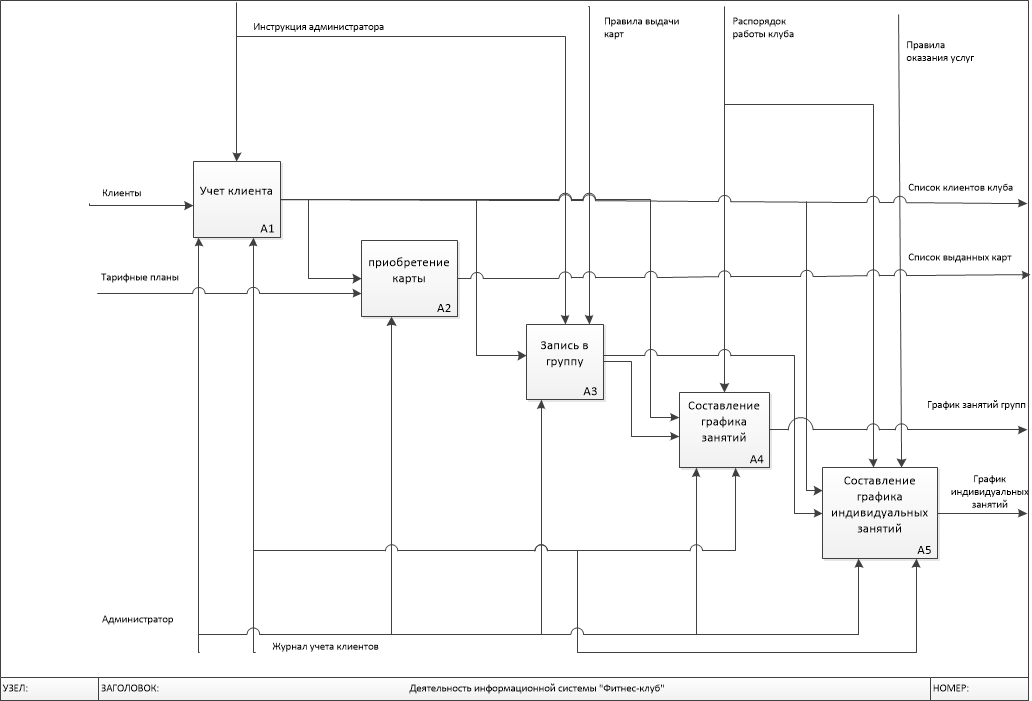 Инструкция администратора
Правила выдачи
карт
Распорядок
работы клуба
Правила
оказания услуг
Клиенты
Учет клиента
A1
Список клиентов клуба
Тарифные планы
приобретение
карты
A2
Список выданных карт
Запись в
группу
A3
Составление
графика
занятий
A4
График занятий групп
Составление
графика
индивидуальных
занятий
A5
График
индивидуальных
занятий
Администратор
Журнал учета клиентов
УЗЕЛ:
ЗАГОЛОВОК:
Деятельность информационной системы "Фитнес-клуб"
НОМЕР: